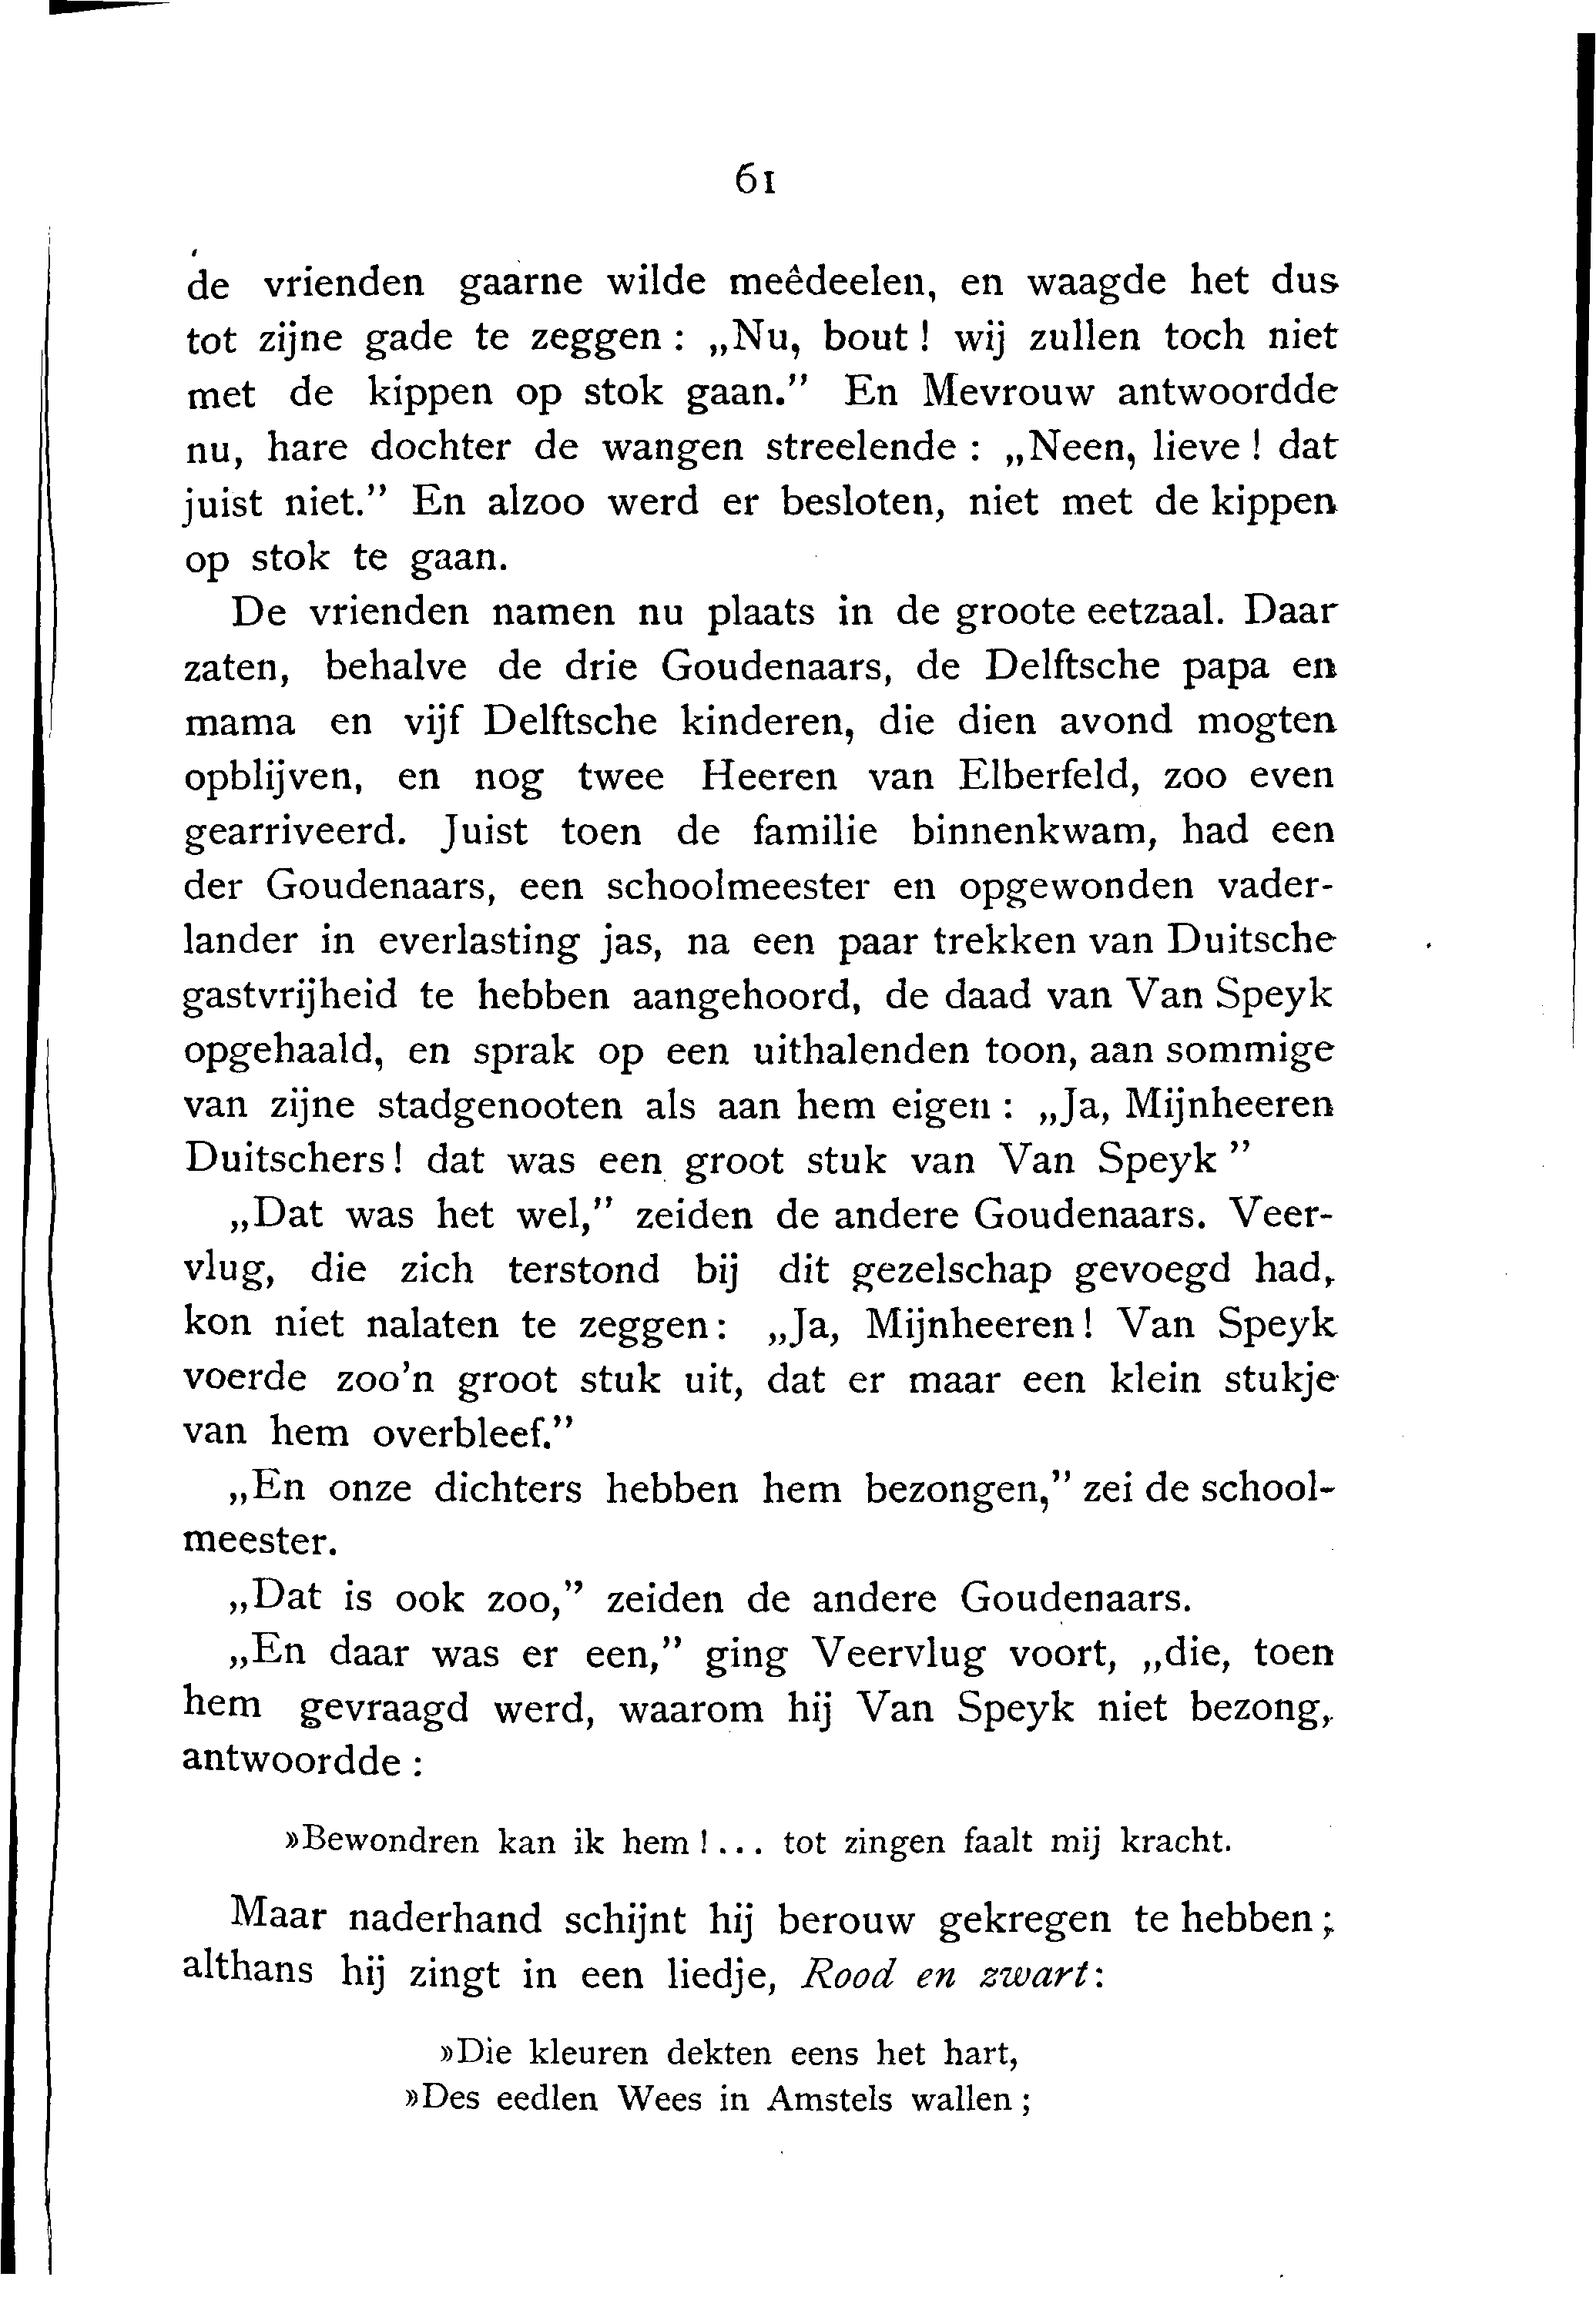 61
de vrienden gaarne wilde meêdeelen, en waagde het dus
tot zijne gade te zeggen : „Nu, bout ! wij zullen toch niet
met de kippen op stok gaan.” En Mevrouw antwoordde
nu, hare dochter de wangen streelende : „Neen, lieve ! dat
juist niet.” En alzoo werd er besloten, niet met de kippen
op stok te gaan.
De vrienden namen nu plaats in de groote eetzaal. Daar
zaten, behalve de drie Goudenaars, de Delftsche papa en
mama en vijf Delftsche kinderen, die dien avond mogten
opblijven, en nog twee Heeren van Elberfeld, zoo even
gearriveerd. Juist toen de familie binnenkwam, had een
der Goudenaars, een schoolmeester en opgewonden vader-
lander in everlasting jas, na een paar trekken van Duitsche
gastvrijheid te hebben aangehoord, de daad van Van Speyk
opgehaald, en sprak op een uithalenden toon, aan sommige
van zijne stadgenooten als aan hem eigen : „Ja, Mijnheeren
Duitschers! dat was een groot stuk van Van Speyk ”
„Dat was het wel,” zeiden de andere Goudenaars. Veer-
vlug, die zich terstond bij dit gezelschap gevoegd had,
kon niet nalaten te zeggen: „Ja, Mijnheeren! Van Speyk
voerde zoo'n groot stuk uit, dat er maar een klein stukje
van hem overbleef.”
„En onze dichters hebben hem bezongen,” zei de school-
meester.
„Dat is ook zoo,” zeiden de andere Goudenaars.
„En daar was er een,” ging Veervlug voort, „die, toen
hem gevraagd werd, waarom hij Van Speyk niet bezong,
antwoordde :
»Bewondren kan ik hem !... tot zingen faalt mij kracht.
Maar naderhand schijnt hij berouw gekregen te hebben ;
althans hij zingt in een liedje, Rood en zwart:
»Die kleuren dekten eens het hart,
»Des eedlen Wees in Amstels wallen ;